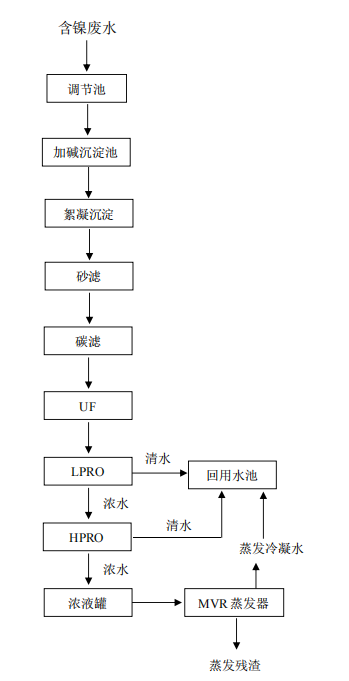 含镍废水
调节池
加碱沉淀池
絮凝沉淀
砂滤
碳滤
UF
LPRO
清水
回用水池
浓水
HPRO
清水
蒸发冷凝水
浓水
浓液罐
MVR 蒸发器
蒸发残渣